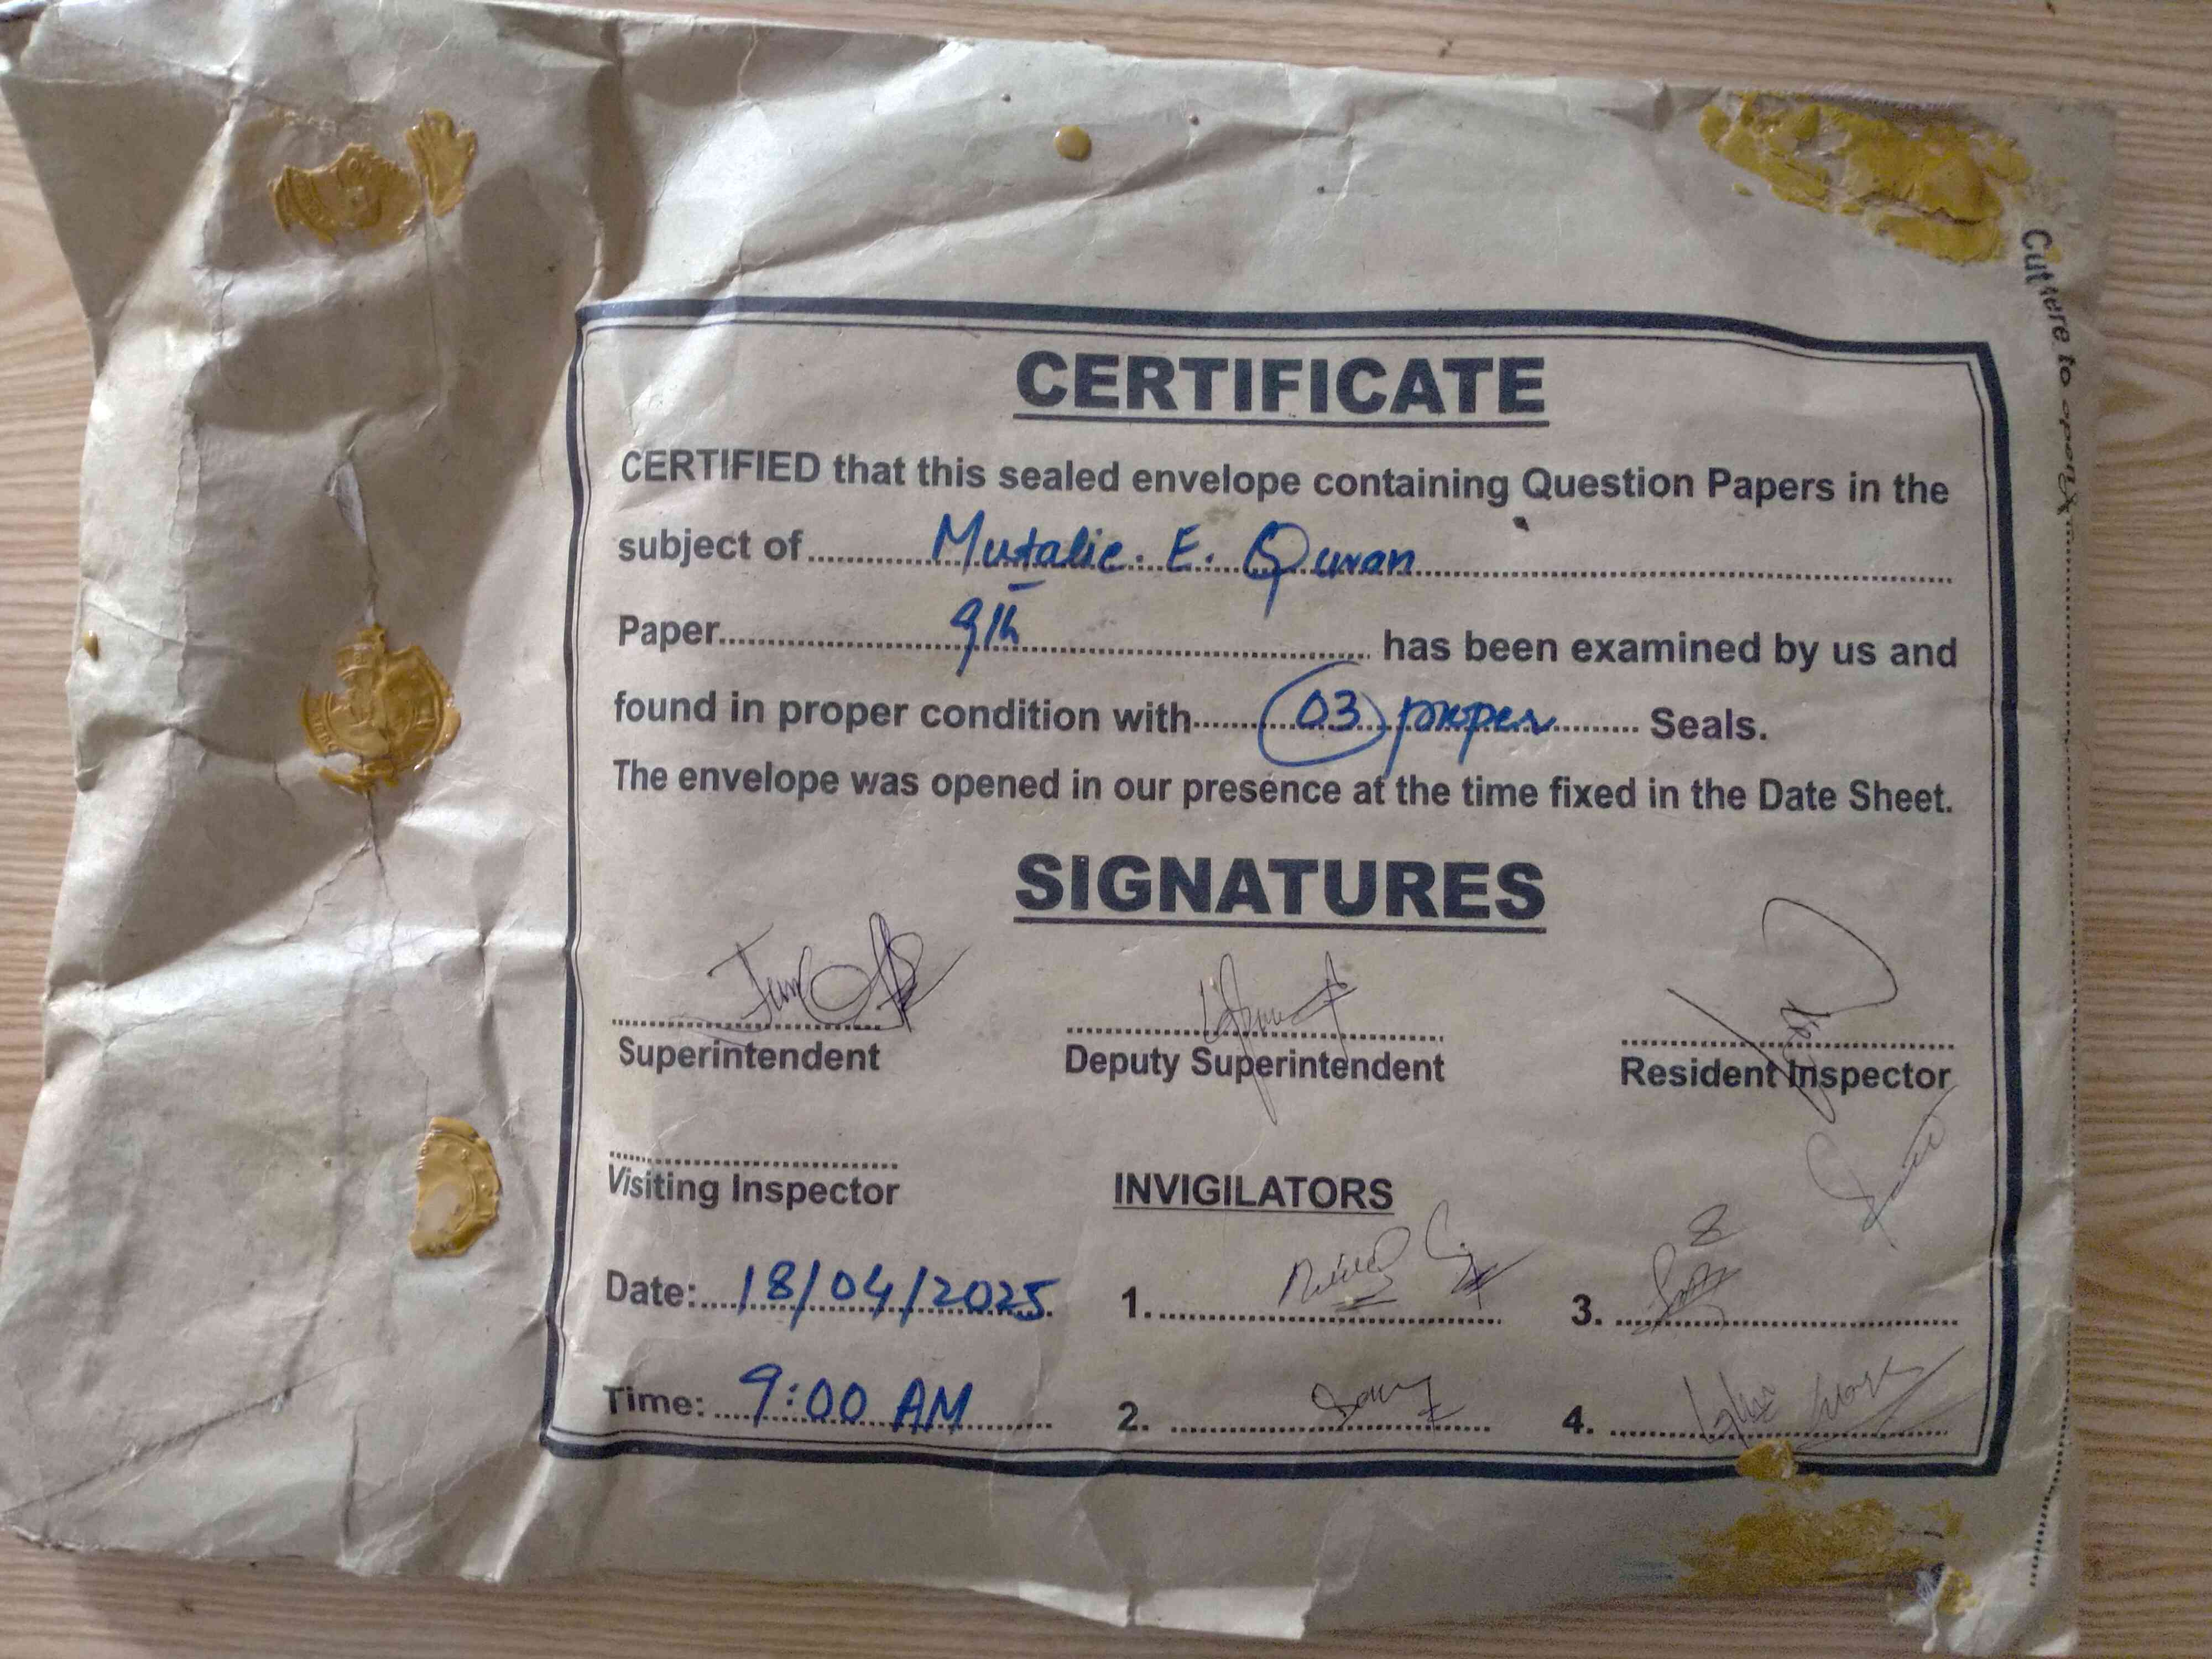 Cut here to open
CERTIFICATE
CERTIFIED that this sealed envelope containing Question Papers in the
subject of Mutalie. E. Quran
Paper 9th has been examined by us and
found in proper condition with 03 proper Seals.
The envelope was opened in our presence at the time fixed in the Date Sheet.
SIGNATURES
Superintendent Deputy Superintendent Resident Inspector
Visiting Inspector INVIGILATORS
Date: 18/04/2025 1. 3.
Time: 9:00 AM 2. 4.